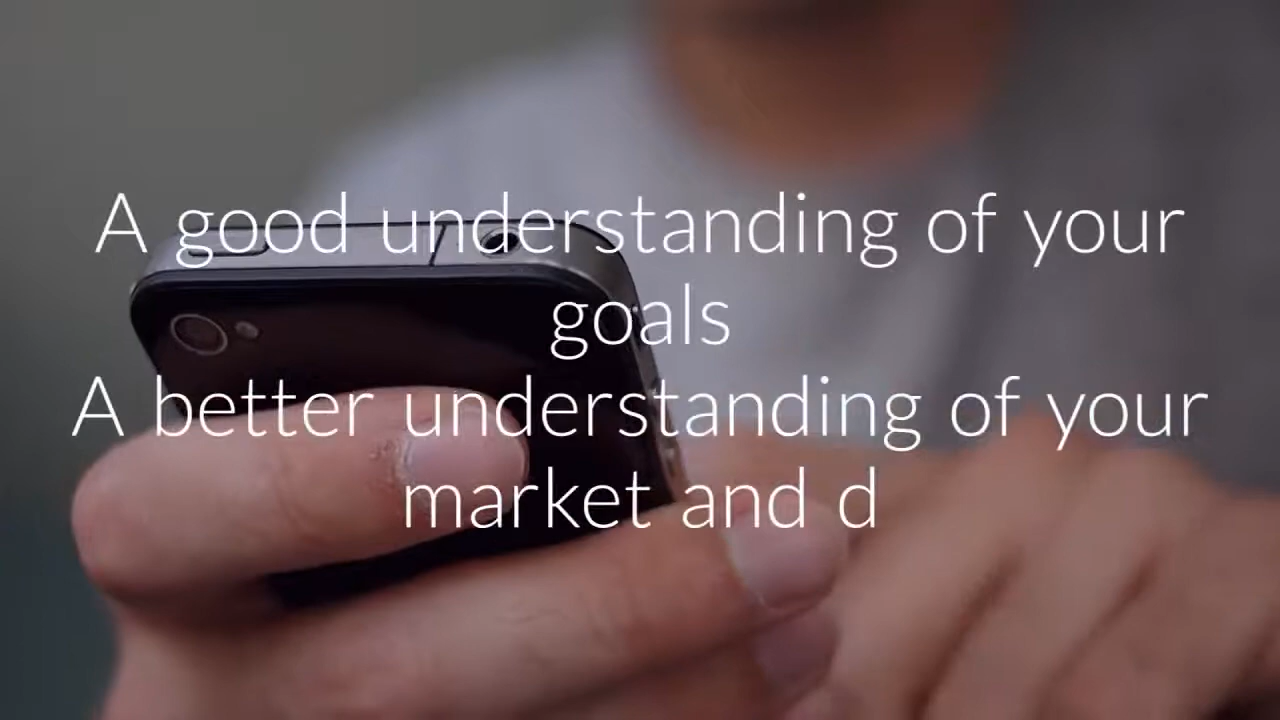 A good understanding of your
goals
A better understanding of your
market and d